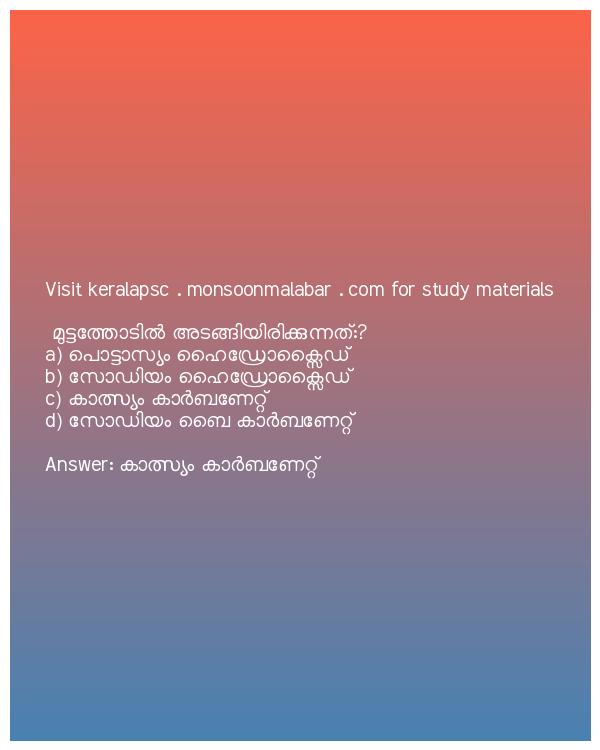 Visit keralapsc . monsoonmalabar . com for study materials
മുട്ടത്തോടിൽ അടങ്ങിയിരിക്കുന്നത്:?
a) പൊട്ടാസ്യം ഹൈഡ്രോക്സൈഡ്
b) സോഡിയം ഹൈഡ്രോക്സൈഡ്
c) കാത്സ്യം കാർബണേറ്റ്
d) സോഡിയം ബൈ കാർബണേറ്റ്
Answer: കാത്സ്യം കാർബണേറ്റ്